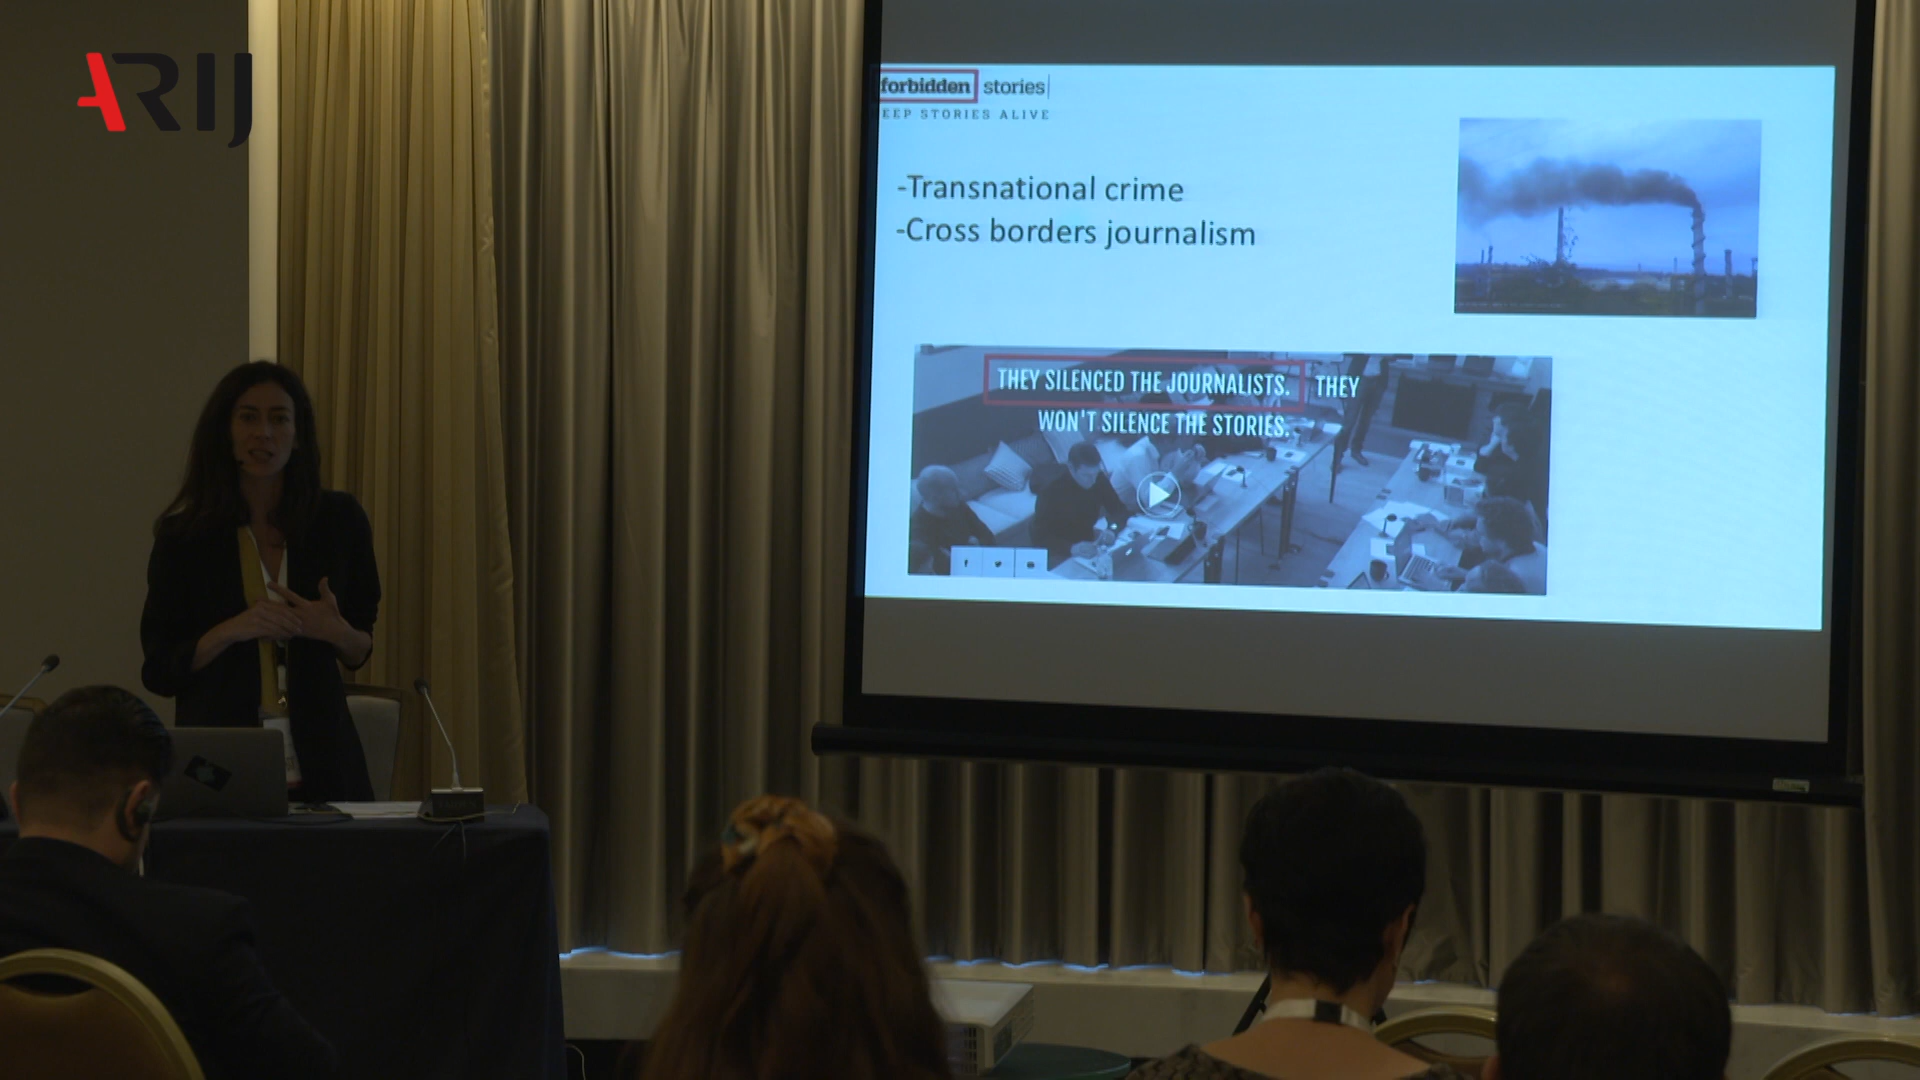 ARIJ
forbidden stories
EEP STORIES ALIVE
-Transnational crime
-Cross borders journalism
THEY SILENCED THE JOURNALISTS. THEY
WON'T SILENCE THE STORIES.